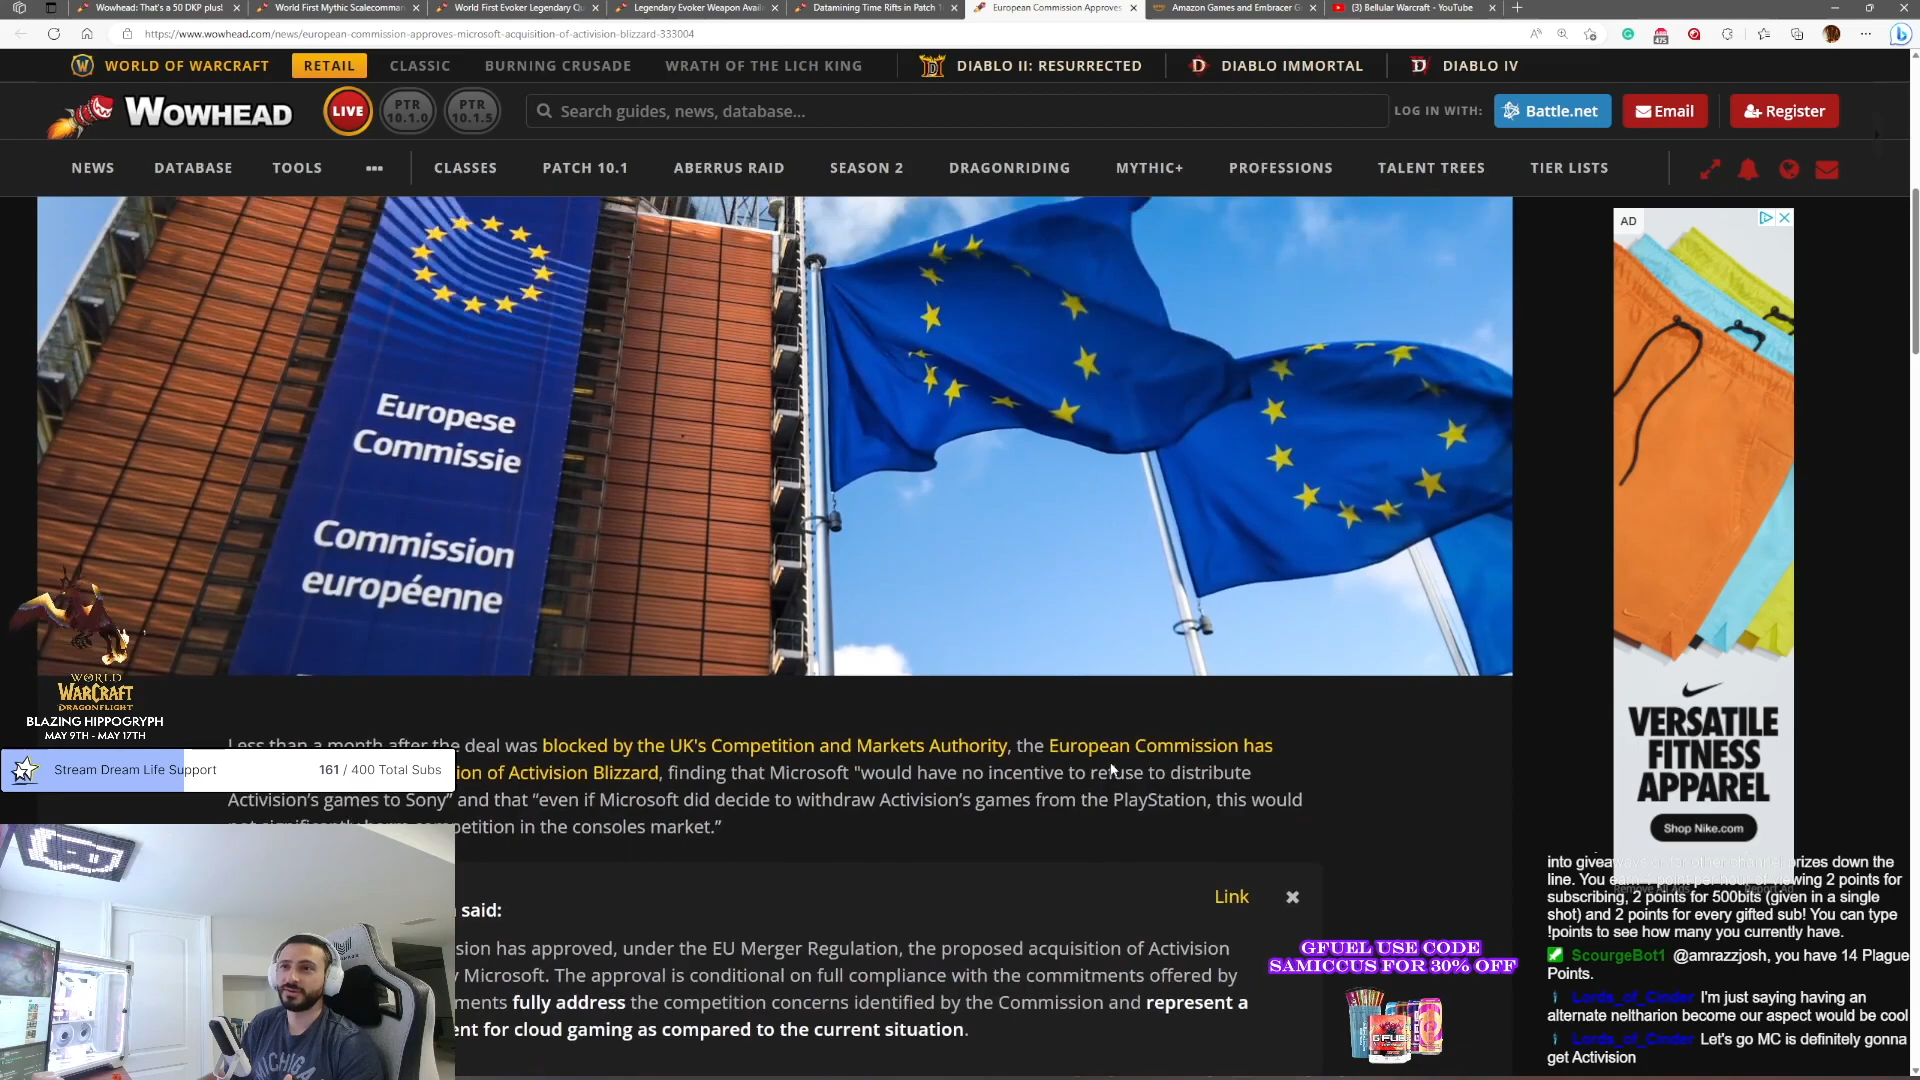 Wowhead: That's a 50 DKP plus!
World First Mythic Scalecomman
World First Evoker Legendary Qu
Legendary Evoker Weapon Avail
Datamining Time Rifts in Patch 1
European Commission Approves
Amazon Games and Embracer G
(3) Bellular Warcraft - YouTube
https://www.wowhead.com/news/european-commission-approves-microsoft-acquisition-of-activision-blizzard-333004
WORLD OF WARCRAFT RETAIL CLASSIC BURNING CRUSADE WRATH OF THE LICH KING DIABLO II: RESURRECTED DIABLO IMMORTAL DIABLO IV
WOWHEAD LIVE PTR 10.1.0 PTR 10.1.5 Search guides, news, database... LOG IN WITH: Battle.net Email Register
NEWS DATABASE TOOLS ••• CLASSES PATCH 10.1 ABERRUS RAID SEASON 2 DRAGONRIDING MYTHIC+ PROFESSIONS TALENT TREES TIER LISTS
AD
Europese
Commissie
Commission
européenne
WORLD
WARCRAFT
DRAGONFLIGHT
BLAZING HIPPOGRYPH
MAY 9TH - MAY 17TH
Stream Dream Life Support 161 / 400 Total Subs
Less than a month after the deal was blocked by the UK's Competition and Markets Authority, the European Commission has
ion of Activision Blizzard, finding that Microsoft "would have no incentive to refuse to distribute
Activision's games to Sony" and that "even if Microsoft did decide to withdraw Activision's games from the PlayStation, this would
not significantly harm competition in the consoles market."
Link
said:
sion has approved, under the EU Merger Regulation, the proposed acquisition of Activision
Microsoft. The approval is conditional on full compliance with the commitments offered by
ments fully address the competition concerns identified by the Commission and represent a
ent for cloud gaming as compared to the current situation.
VERSATILE
FITNESS
APPAREL
Shop Nike.com
GFUEL USE CODE
SAMICCUS FOR 30% OFF
G FUEL
into giveaways or for other channel prizes down the
line. You earn 1 point per hour of viewing 2 points for
subscribing, 2 points for 500bits (given in a single
shot) and 2 points for every gifted sub! You can type
!points to see how many you currently have.
ScourgeBot1 @amrazzjosh, you have 14 Plague
Points.
Lords_of_Cinder I'm just saying having an
alternate neltharion become our aspect would be cool
Lords_of_Cinder Let's go MC is definitely gonna
get Activision